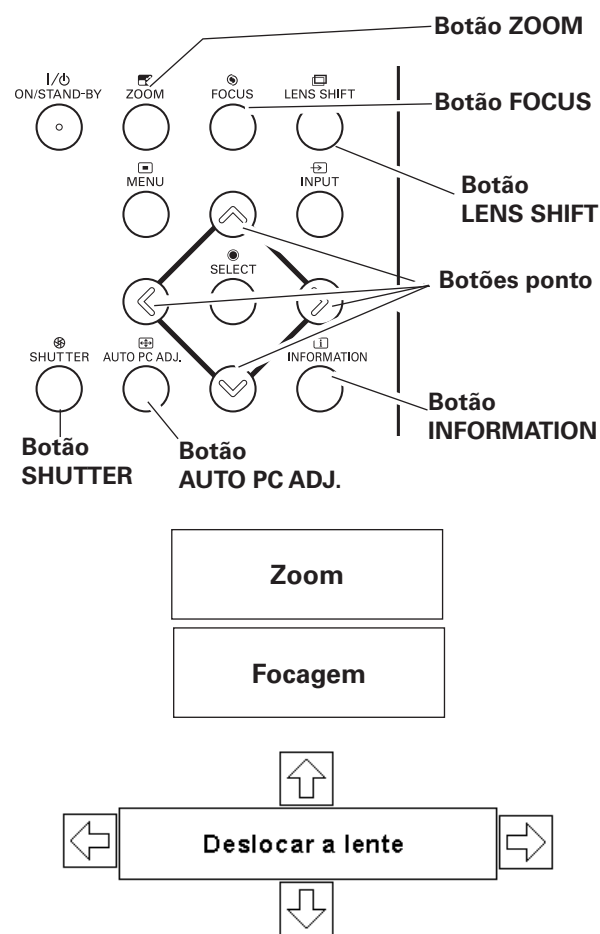 Botão ZOOM
ON/STAND-BY
ZOOM
FOCUS
LENS SHIFT
Botão FOCUS
MENU
INPUT
Botão
LENS SHIFT
SELECT
Botões ponto
SHUTTER
AUTO PC ADJ.
INFORMATION
Botão
INFORMATION
Botão
SHUTTER
Botão
AUTO PC ADJ.
Zoom
Focagem
Deslocar a lente